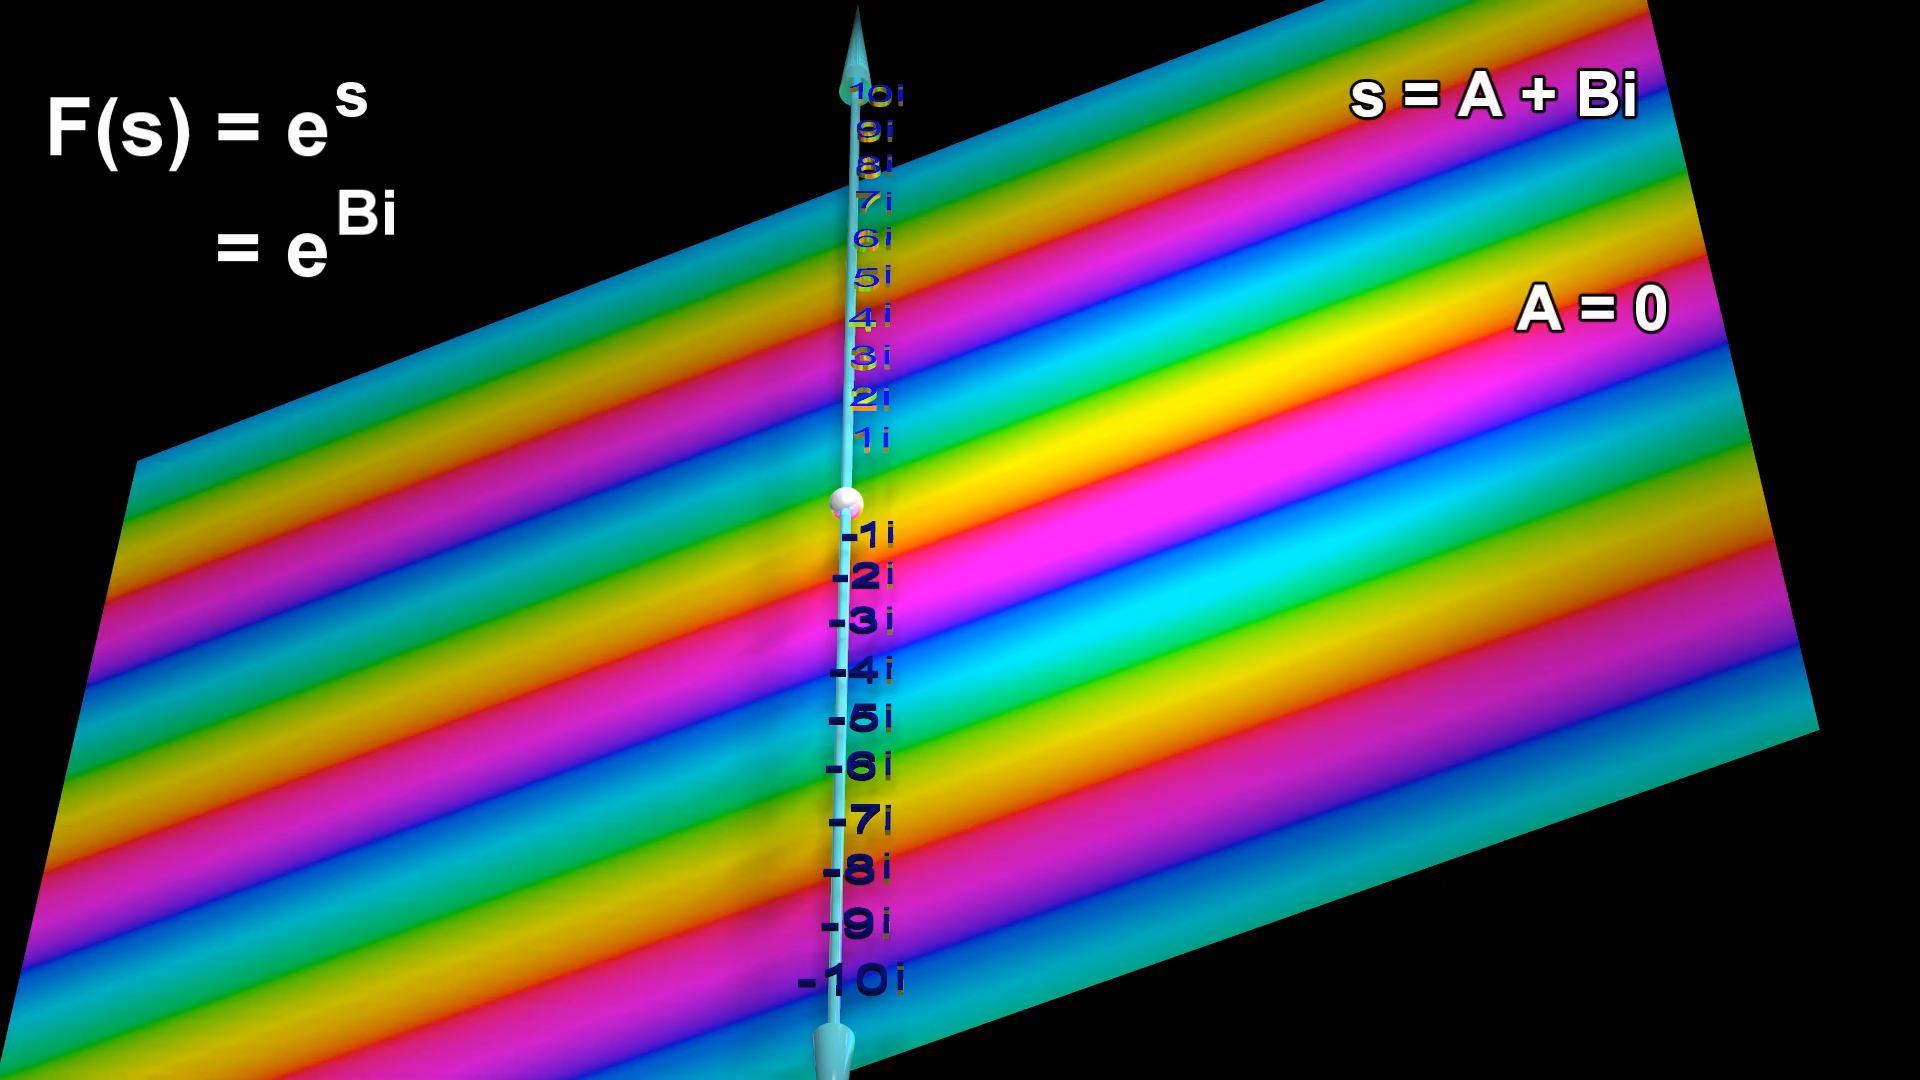 F(s) = e^s
= e^Bi
s = A + Bi
A = 0
10i
9i
8i
7i
6i
5i
4i
3i
2i
1i
-1i
-2i
-3i
-4i
-5i
-6i
-7i
-8i
-9i
-10i